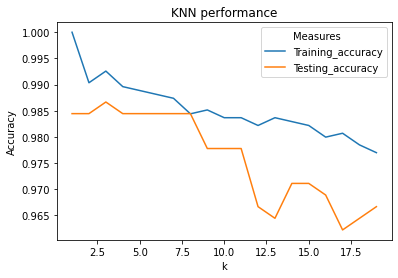 KNN performance
Measures
Training_accuracy
Testing_accuracy
Accuracy
1.000
0.995
0.990
0.985
0.980
0.975
0.970
0.965
2.5 5.0 7.5 10.0 12.5 15.0 17.5
k